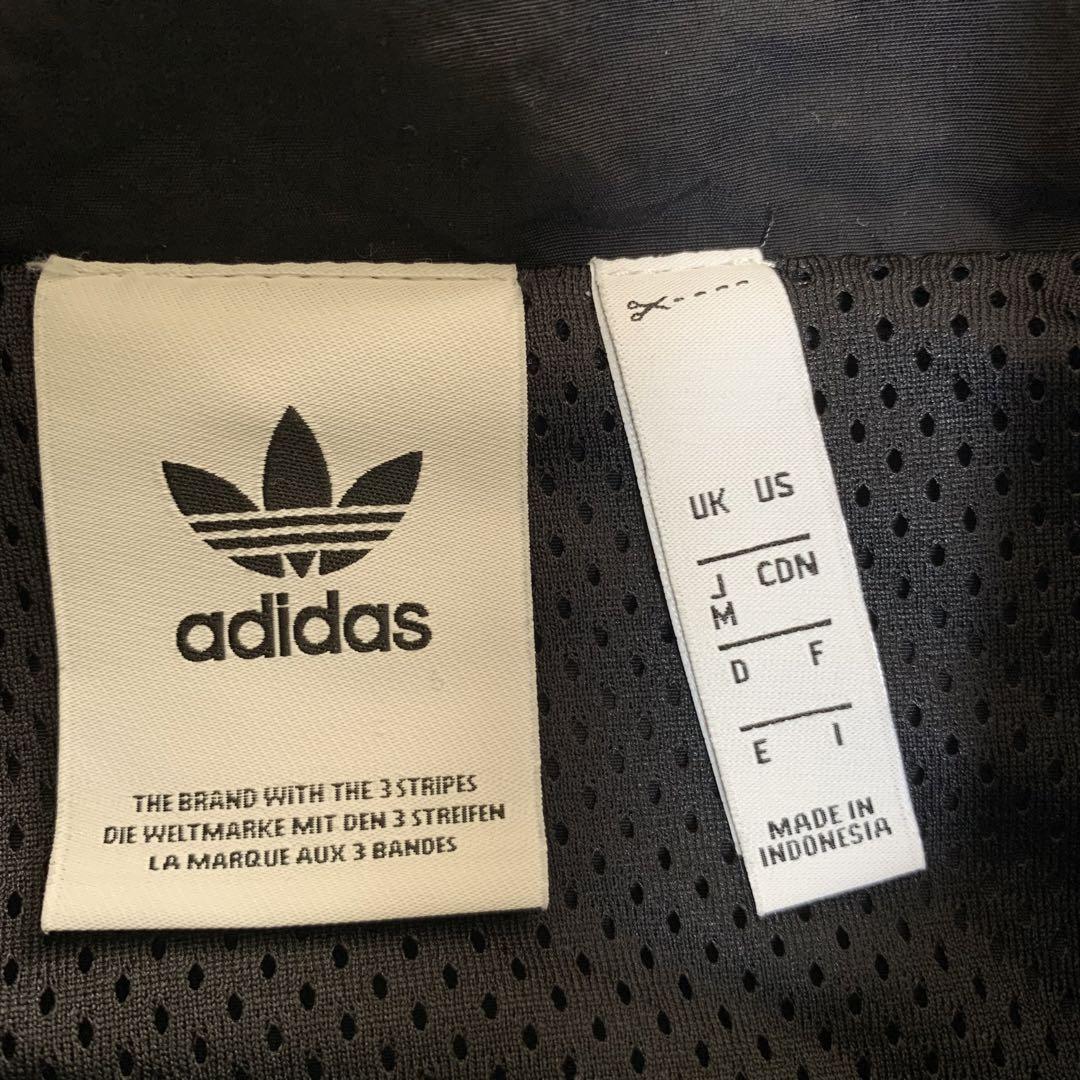 adidas
THE BRAND WITH THE 3 STRIPES
DIE WELTMARKE MIT DEN 3 STREIFEN
LA MARQUE AUX 3 BANDES
UK US
J CDN
M
D F
E I
MADE IN
INDONESIA